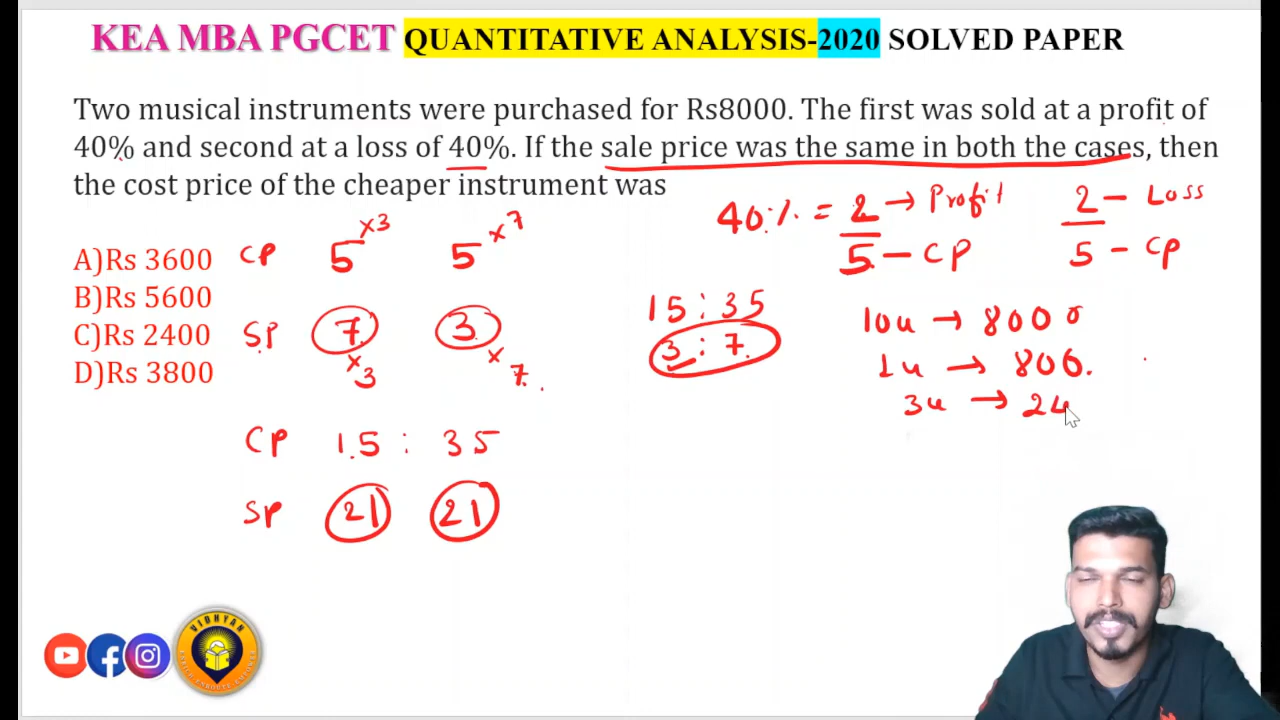 KEA MBA PGCET QUANTITATIVE ANALYSIS-2020 SOLVED PAPER
Two musical instruments were purchased for Rs8000. The first was sold at a profit of
40% and second at a loss of 40%. If the sale price was the same in both the cases, then
the cost price of the cheaper instrument was
40% = 2 → Profit 2 - Loss
5 - CP 5 - CP
A)Rs 3600
B)Rs 5600
C)Rs 2400
D)Rs 3800
CP 5 ×3 5 ×7
SP 7 ×3 3 ×7
CP 15 : 35
SP 21 21
15 : 35
3 : 7
10u → 8000
1u → 800.
3u → 24
VIDHYAN